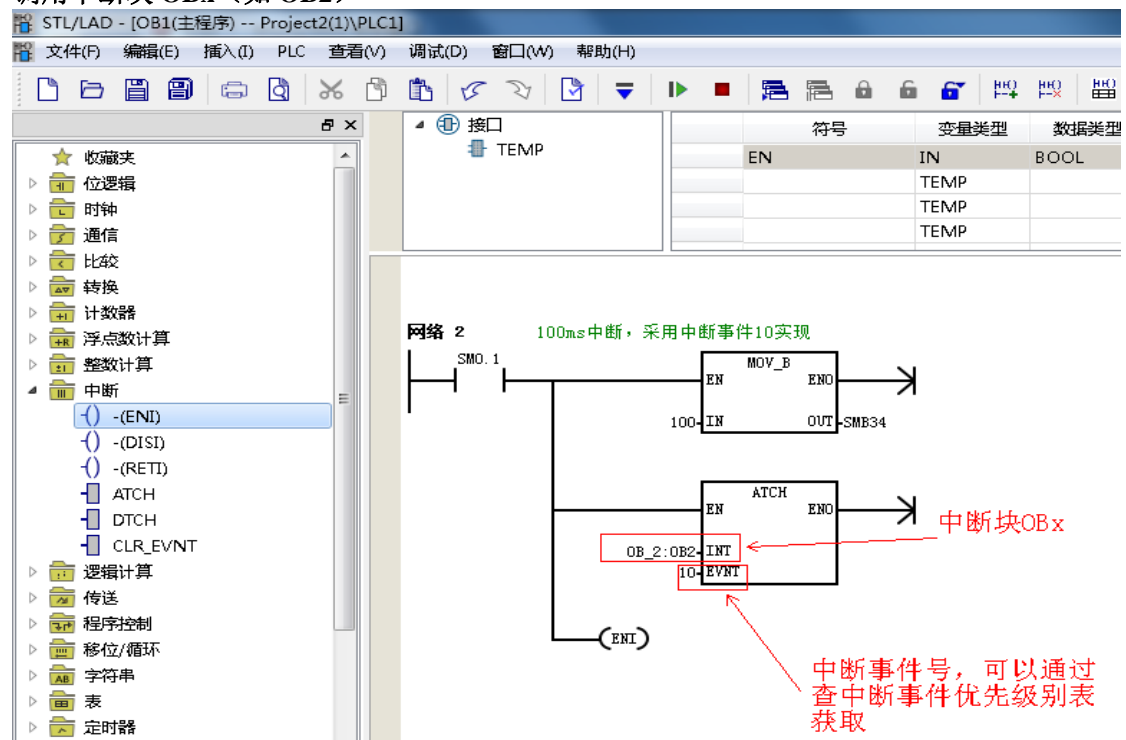 调用中断块 OBx（如 OB2）
STL/LAD - [OB1(主程序) -- Project2(1)\PLC1]
文件(F) 编辑(E) 插入(I) PLC 查看(V) 调试(D) 窗口(W) 帮助(H)
收藏夹
位逻辑
时钟
通信
比较
转换
计数器
浮点数计算
整数计算
中断
-(ENI)
-(DISI)
-(RETI)
ATCH
DTCH
CLR_EVNT
逻辑计算
传送
程序控制
移位/循环
字符串
表
定时器
接口
TEMP
符号 变量类型 数据类型
EN IN BOOL
TEMP
TEMP
TEMP
网络 2 100ms中断，采用中断事件10实现
SM0.1
MOV_B
EN ENO
100 IN OUT SMB34
ATCH
EN ENO
OB_2:OB2 INT
10 EVNT
(ENI)
中断块OBx
中断事件号，可以通过
查中断事件优先级别表
获取